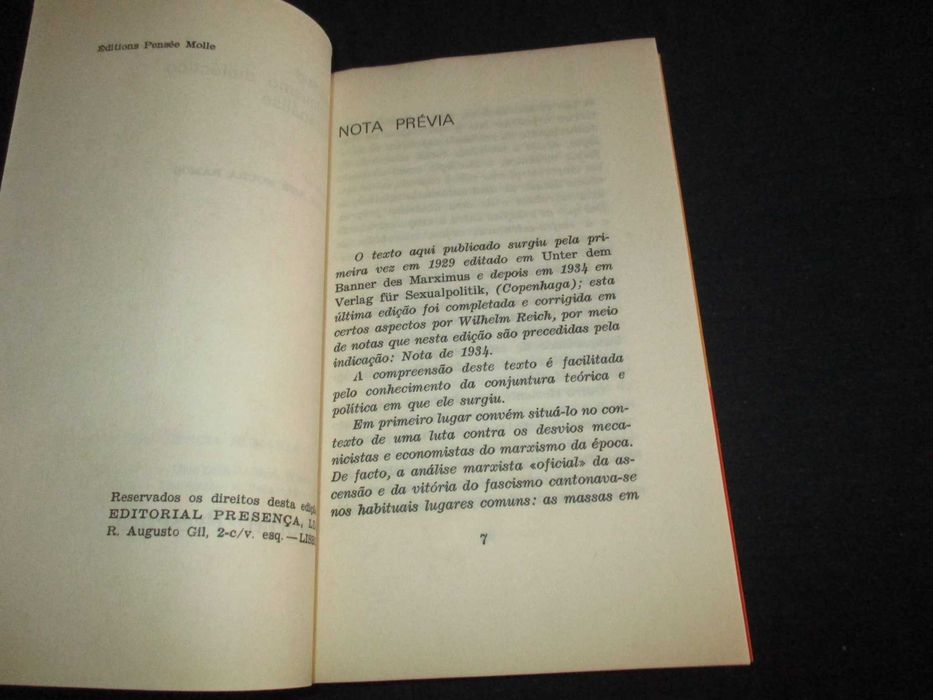 Editions Pensée Molle
Reservados os direitos desta
EDITORIAL PRESENÇA,
R. Augusto Gil, 2-c/v. esq. —
NOTA PRÉVIA
O texto aqui publicado surgiu pela pri-
meira vez em 1929 editado em Unter dem
Banner des Marximus e depois em 1934 em
Verlag für Sexualpolitik, (Copenhaga); esta
última edição foi completada e corrigida em
certos aspectos por Wilhelm Reich, por meio
de notas que nesta edição são precedidas pela
indicação: Nota de 1934.
A compreensão deste texto é facilitada
pelo conhecimento da conjuntura teórica e
política em que ele surgiu.
Em primeiro lugar convém situá-lo no con-
texto de uma luta contra os desvios meca-
nicistas e economistas do marxismo da época.
De facto, a análise marxista «oficial» da as-
censão e da vitória do fascismo cantonava-se
nos habituais lugares comuns: as massas em
7